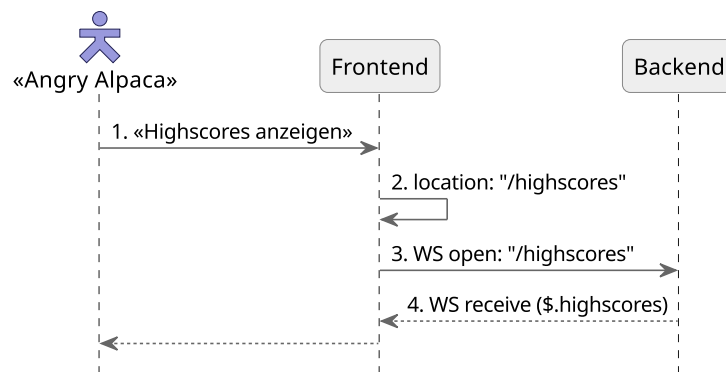 «Angry Alpaca»
Frontend
Backend
1. «Highscores anzeigen»
2. location: "/highscores"
3. WS open: "/highscores"
4. WS receive ($.highscores)